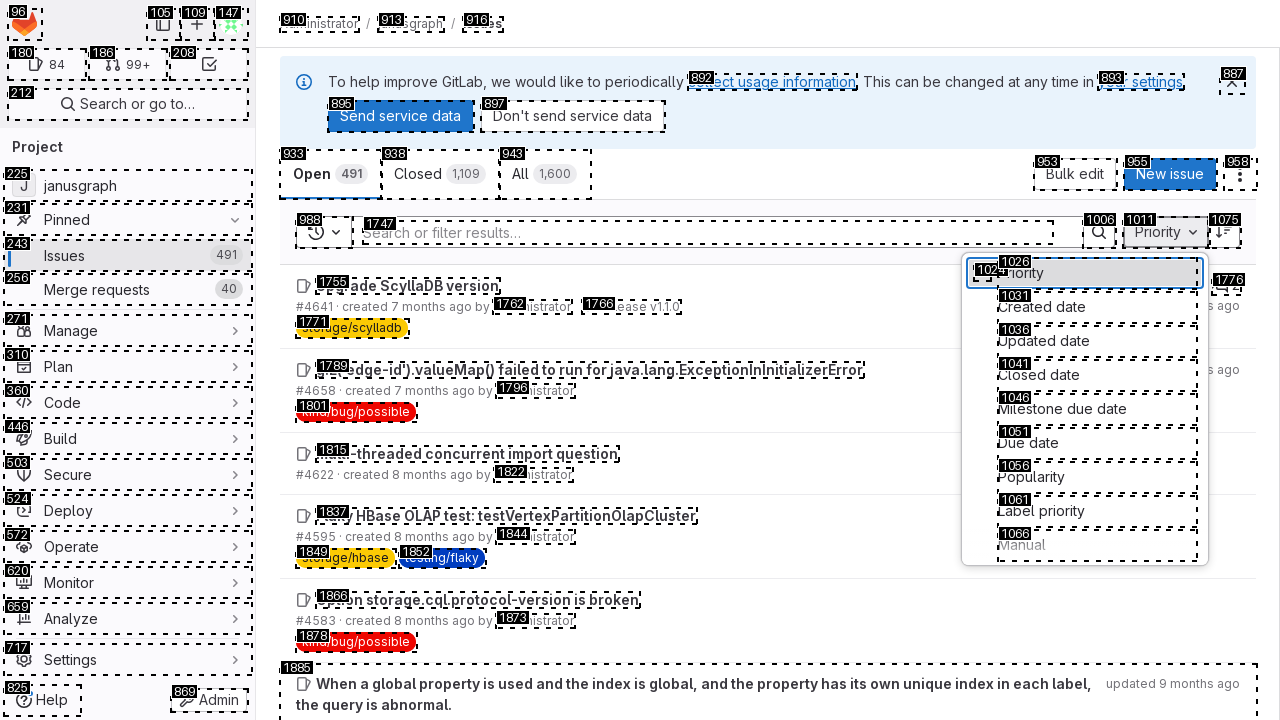 96
105
109
147
180
84
186
99+
208
212
Search or go to…
Project
225
J
janusgraph
231
Pinned
243
Issues
491
256
Merge requests
40
271
Manage
310
Plan
360
Code
446
Build
503
Secure
524
Deploy
572
Operate
620
Monitor
659
Analyze
717
Settings
825
Help
869
Admin
910
/
913
/
916
To help improve GitLab, we would like to periodically
892
collect usage information
. This can be changed at any time in
893
your settings
.
887
895
Send service data
897
Don't send service data
933
Open 491
938
Closed 1,109
943
All 1,600
953
Bulk edit
955
New issue
958
988
1747
Search or filter results…
1006
1011
Priority
1075
1024
1026
Priority
1031
Created date
1036
Updated date
1041
Closed date
1046
Milestone due date
1051
Due date
1056
Popularity
1061
Label priority
1066
Manual
1755
Upgrade ScyllaDB version
1776
#4641 · created 7 months ago by
1762
1766
Release v1.1.0
ago
1771
storage/scylladb
1789
failed to run for java.lang.ExceptionInInitializerError
ago
#4658 · created 7 months ago by
1796
1801
kind/bug/possible
1815
Multi-threaded concurrent import question
#4622 · created 8 months ago by
1822
1837
Flaky HBase OLAP test: testVertexPartitionOlapCluster
#4595 · created 8 months ago by
1844
1849
storage/hbase
1852
testing/flaky
1866
Option storage.cql.protocol-version is broken
#4583 · created 8 months ago by
1873
1878
kind/bug/possible
1885
When a global property is used and the index is global, and the property has its own unique index in each label,
the query is abnormal.
updated 9 months ago